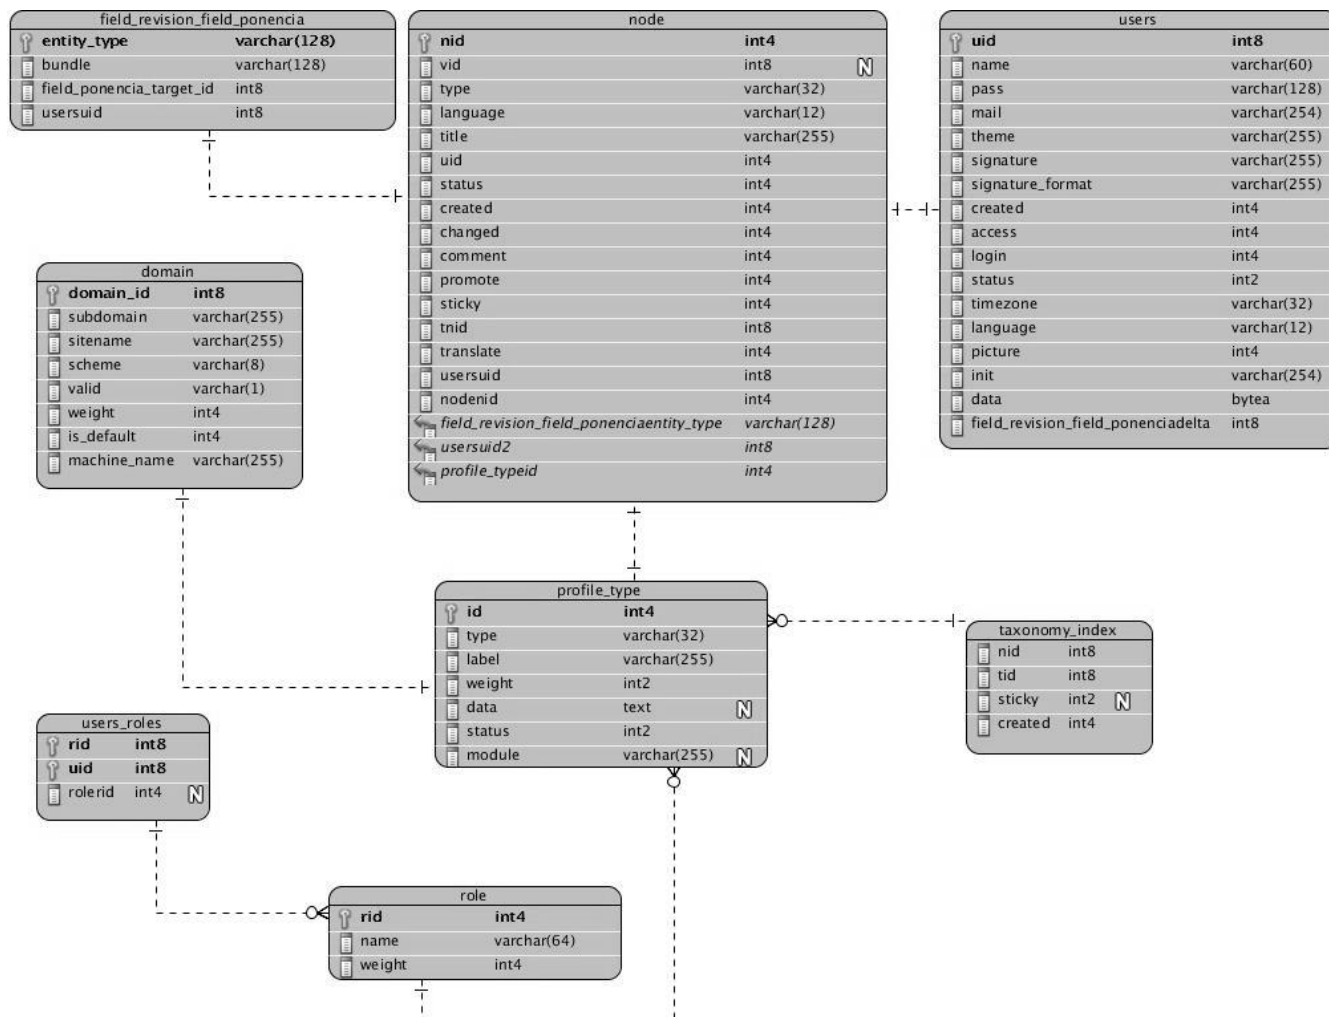 field_revision_field_ponencia
entity_type varchar(128)
bundle varchar(128)
field_ponencia_target_id int8
usersuid int8
node
nid int4
vid int8 N
type varchar(32)
language varchar(12)
title varchar(255)
uid int4
status int4
created int4
changed int4
comment int4
promote int4
sticky int4
tnid int8
translate int4
usersuid int8
nodenid int4
field_revision_field_ponenciaentity_type varchar(128)
usersuid2 int8
profile_typeid int4
users
uid int8
name varchar(60)
pass varchar(128)
mail varchar(254)
theme varchar(255)
signature varchar(255)
signature_format varchar(255)
created int4
access int4
login int4
status int2
timezone varchar(32)
language varchar(12)
picture int4
init varchar(254)
data bytea
field_revision_field_ponenciadelta int8
domain
domain_id int8
subdomain varchar(255)
sitename varchar(255)
scheme varchar(8)
valid varchar(1)
weight int4
is_default int4
machine_name varchar(255)
profile_type
id int4
type varchar(32)
label varchar(255)
weight int2
data text N
status int2
module varchar(255) N
taxonomy_index
nid int8
tid int8
sticky int2 N
created int4
users_roles
rid int8
uid int8
rolerid int4 N
role
rid int4
name varchar(64)
weight int4